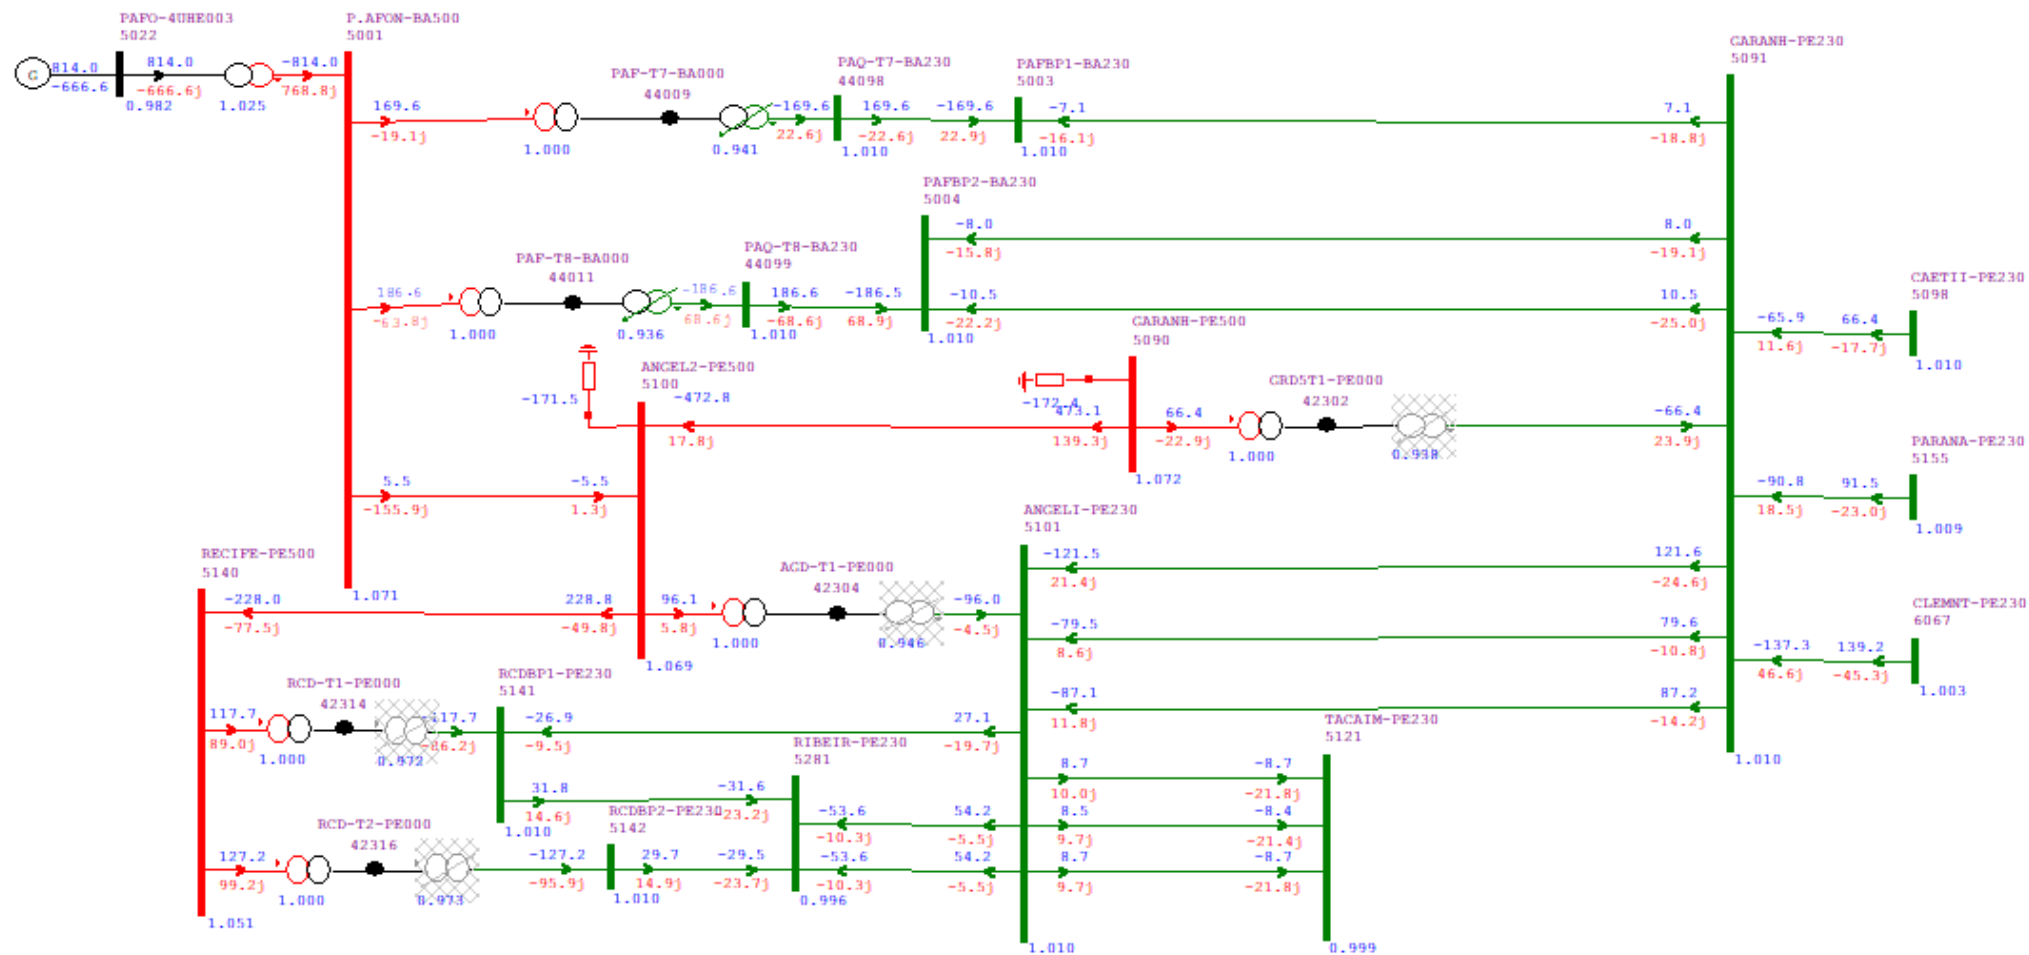 PAFO-4UHE003
5022
G
814.0
-666.6
814.0
-666.6j
0.982
1.025
-814.0
768.8j
P.AFON-BA500
5001
169.6
-19.1j
1.000
PAF-T7-BA000
44009
0.941
-169.6
22.6j
PAQ-T7-BA230
44098
169.6
-22.6j
-169.6
22.9j
1.010
PAFBP1-BA230
5003
-7.1
-16.1j
1.010
7.1
-18.8j
GARANH-PE230
5091
PAFBP2-BA230
5004
-8.0
-15.8j
8.0
-19.1j
186.6
-63.8j
1.000
PAF-T8-BA000
44011
0.936
-186.6
68.6j
PAQ-T8-BA230
44099
186.6
-68.6j
-186.5
68.9j
1.010
-10.5
-22.2j
1.010
10.5
-25.0j
CAETII-PE230
5098
-65.9
11.6j
66.4
-17.7j
1.010
ANGEL2-PE500
5100
-171.5
-472.8
17.8j
GARANH-PE500
5090
-172.4
473.1
139.3j
66.4
-22.9j
1.072
1.000
GRD5T1-PE000
42302
0.938
-66.4
23.9j
PARANA-PE230
5155
-90.8
18.5j
91.5
-23.0j
1.009
5.5
-155.9j
-5.5
1.3j
1.071
ANGELI-PE230
5101
-121.5
21.4j
121.6
-24.6j
RECIFE-PE500
5140
-228.0
-77.5j
228.8
-49.8j
96.1
5.8j
1.069
1.000
AGD-T1-PE000
42304
0.946
-96.0
-4.5j
-79.5
8.6j
79.6
-10.8j
CLEMNT-PE230
6067
-137.3
46.6j
139.2
-45.3j
1.003
-87.1
11.8j
87.2
-14.2j
1.010
117.7
89.0j
1.000
RCD-T1-PE000
42314
0.972
-117.7
-86.2j
RCDBP1-PE230
5141
-26.9
-9.5j
27.1
-19.7j
31.8
14.6j
-31.6
-23.2j
1.010
RIBEIR-PE230
5281
TACAIM-PE230
5121
8.7
10.0j
-8.7
-21.8j
-53.6
-10.3j
54.2
-5.5j
8.5
9.7j
-8.4
-21.4j
127.2
99.2j
1.000
RCD-T2-PE000
42316
0.973
-127.2
-95.9j
RCDBP2-PE230
5142
29.7
14.9j
-29.5
-23.7j
1.010
-53.6
-10.3j
0.996
54.2
-5.5j
8.7
9.7j
-8.7
-21.8j
1.051
1.010
0.999